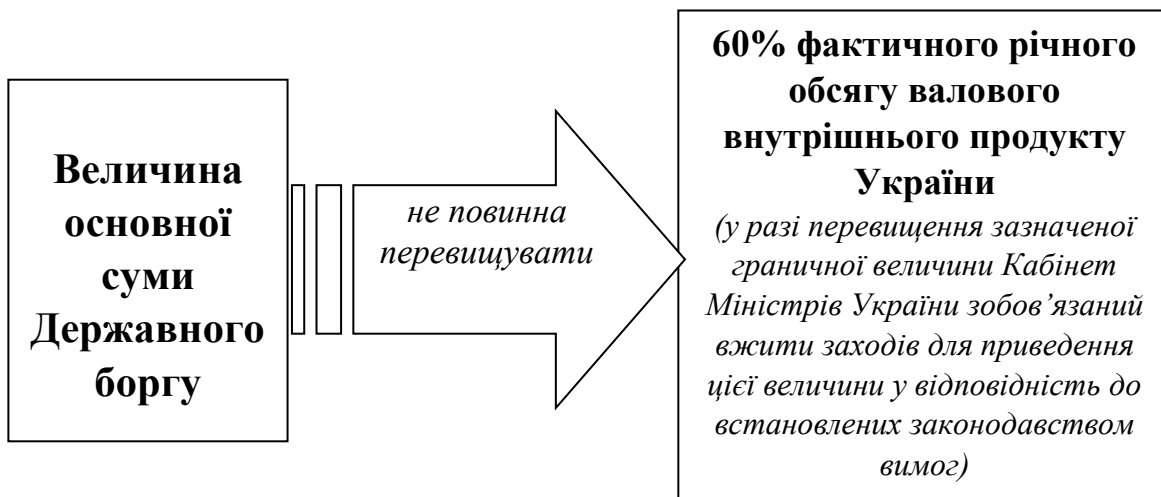 Величина
основної
суми
Державного
боргу
не повинна
перевищувати
60% фактичного річного
обсягу валового
внутрішнього продукту
України
(у разі перевищення зазначеної
граничної величини Кабінет
Міністрів України зобов’язаний
вжити заходів для приведення
цієї величини у відповідність до
встановлених законодавством
вимог)